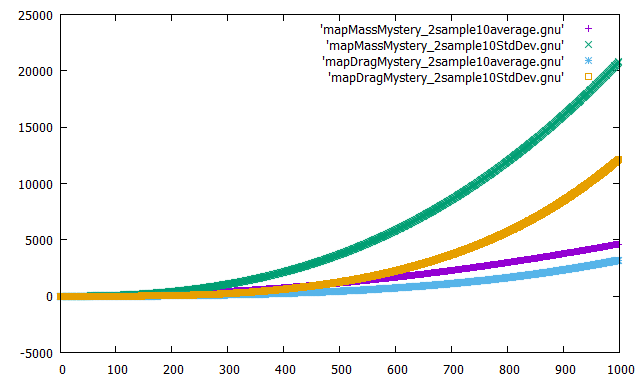 25000
20000
15000
10000
5000
0
-5000
'mapMassMystery_2sample10average.gnu'
'mapMassMystery_2sample10StdDev.gnu'
'mapDragMystery_2sample10average.gnu'
'mapDragMystery_2sample10StdDev.gnu'
0 100 200 300 400 500 600 700 800 900 1000